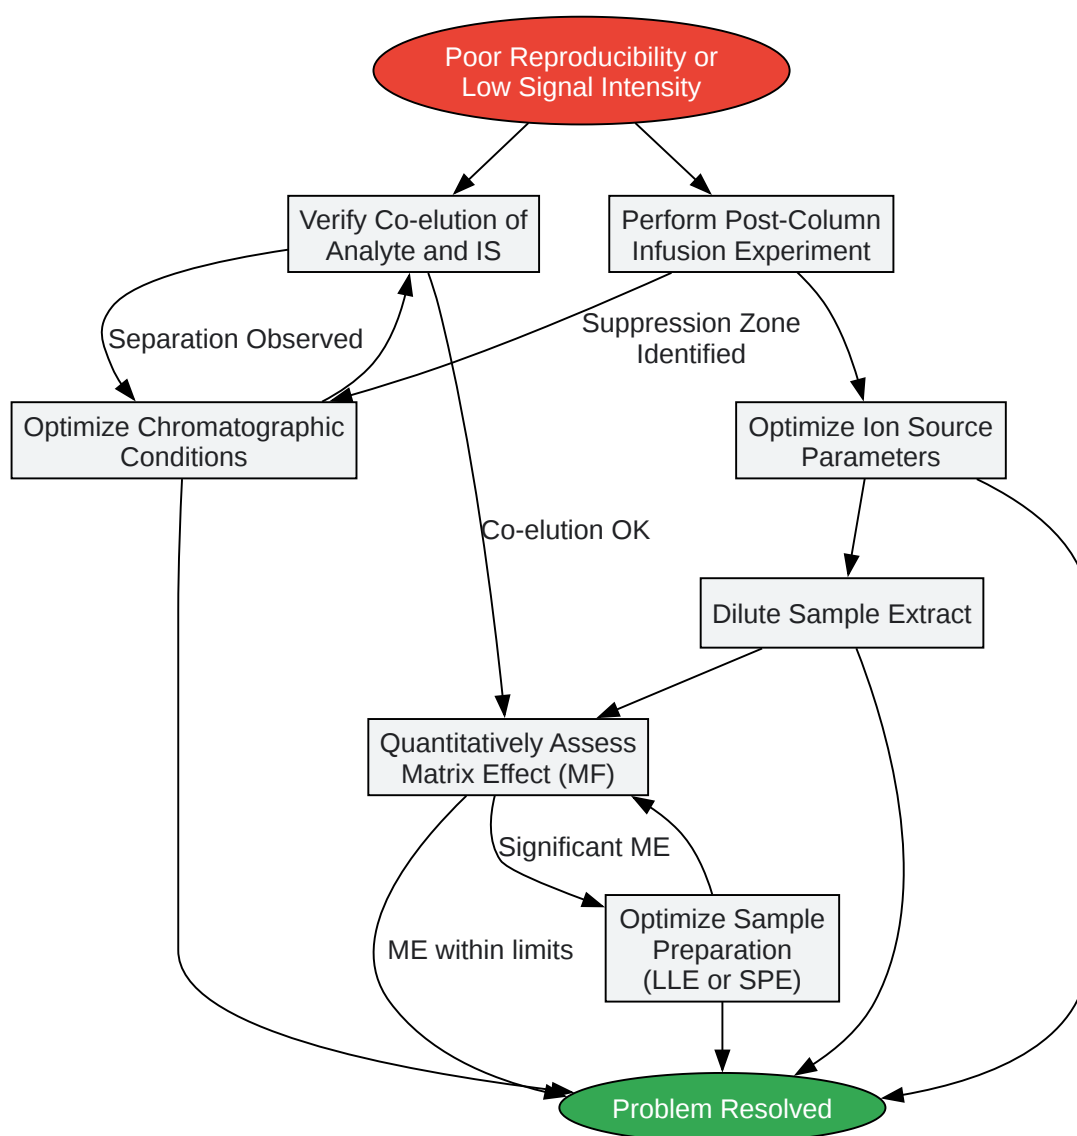 Poor Reproducibility or
Low Signal Intensity
Verify Co-elution of
Analyte and IS
Perform Post-Column
Infusion Experiment
Separation Observed
Suppression Zone
Identified
Optimize Chromatographic
Conditions
Optimize Ion Source
Parameters
Co-elution OK
Dilute Sample Extract
Quantitatively Assess
Matrix Effect (MF)
Significant ME
Optimize Sample
Preparation
(LLE or SPE)
ME within limits
Problem Resolved